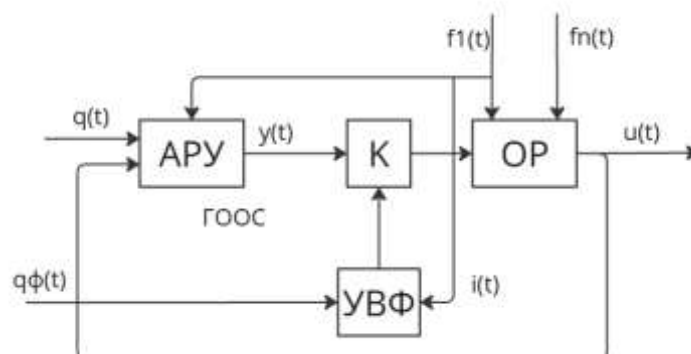 f1(t)
fn(t)
q(t)
АРУ
y(t)
К
ОР
u(t)
ГООС
qф(t)
УВФ
i(t)